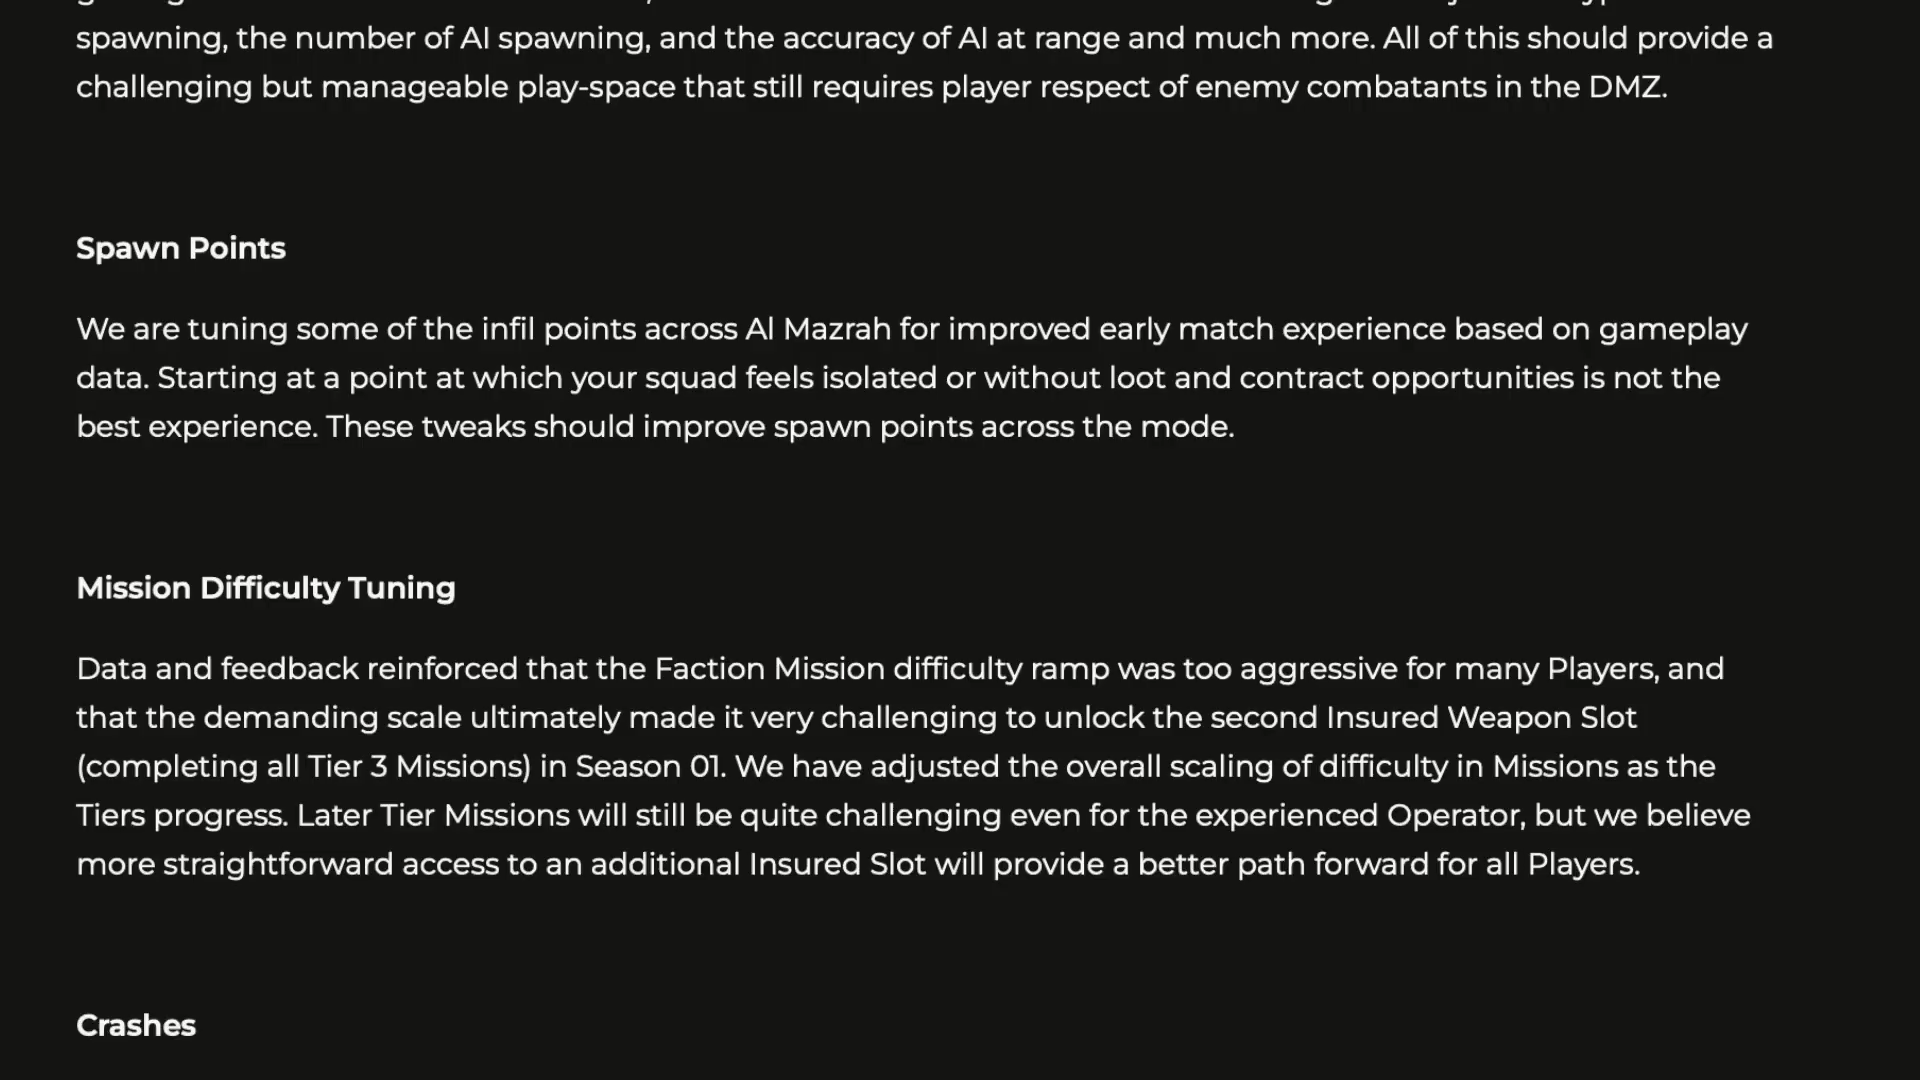 spawning, the number of AI spawning, and the accuracy of AI at range and much more. All of this should provide a
challenging but manageable play-space that still requires player respect of enemy combatants in the DMZ.
Spawn Points
We are tuning some of the infil points across Al Mazrah for improved early match experience based on gameplay
data. Starting at a point at which your squad feels isolated or without loot and contract opportunities is not the
best experience. These tweaks should improve spawn points across the mode.
Mission Difficulty Tuning
Data and feedback reinforced that the Faction Mission difficulty ramp was too aggressive for many Players, and
that the demanding scale ultimately made it very challenging to unlock the second Insured Weapon Slot
(completing all Tier 3 Missions) in Season 01. We have adjusted the overall scaling of difficulty in Missions as the
Tiers progress. Later Tier Missions will still be quite challenging even for the experienced Operator, but we believe
more straightforward access to an additional Insured Slot will provide a better path forward for all Players.
Crashes